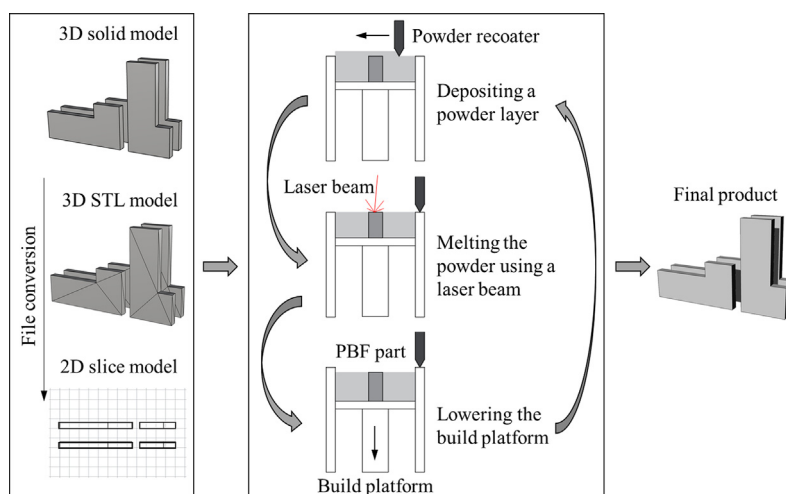 3D solid model
3D STL model
File conversion
2D slice model
Powder recoater
Depositing a
powder layer
Laser beam
Melting the
powder using a
laser beam
PBF part
Lowering the
build platform
Build platform
Final product